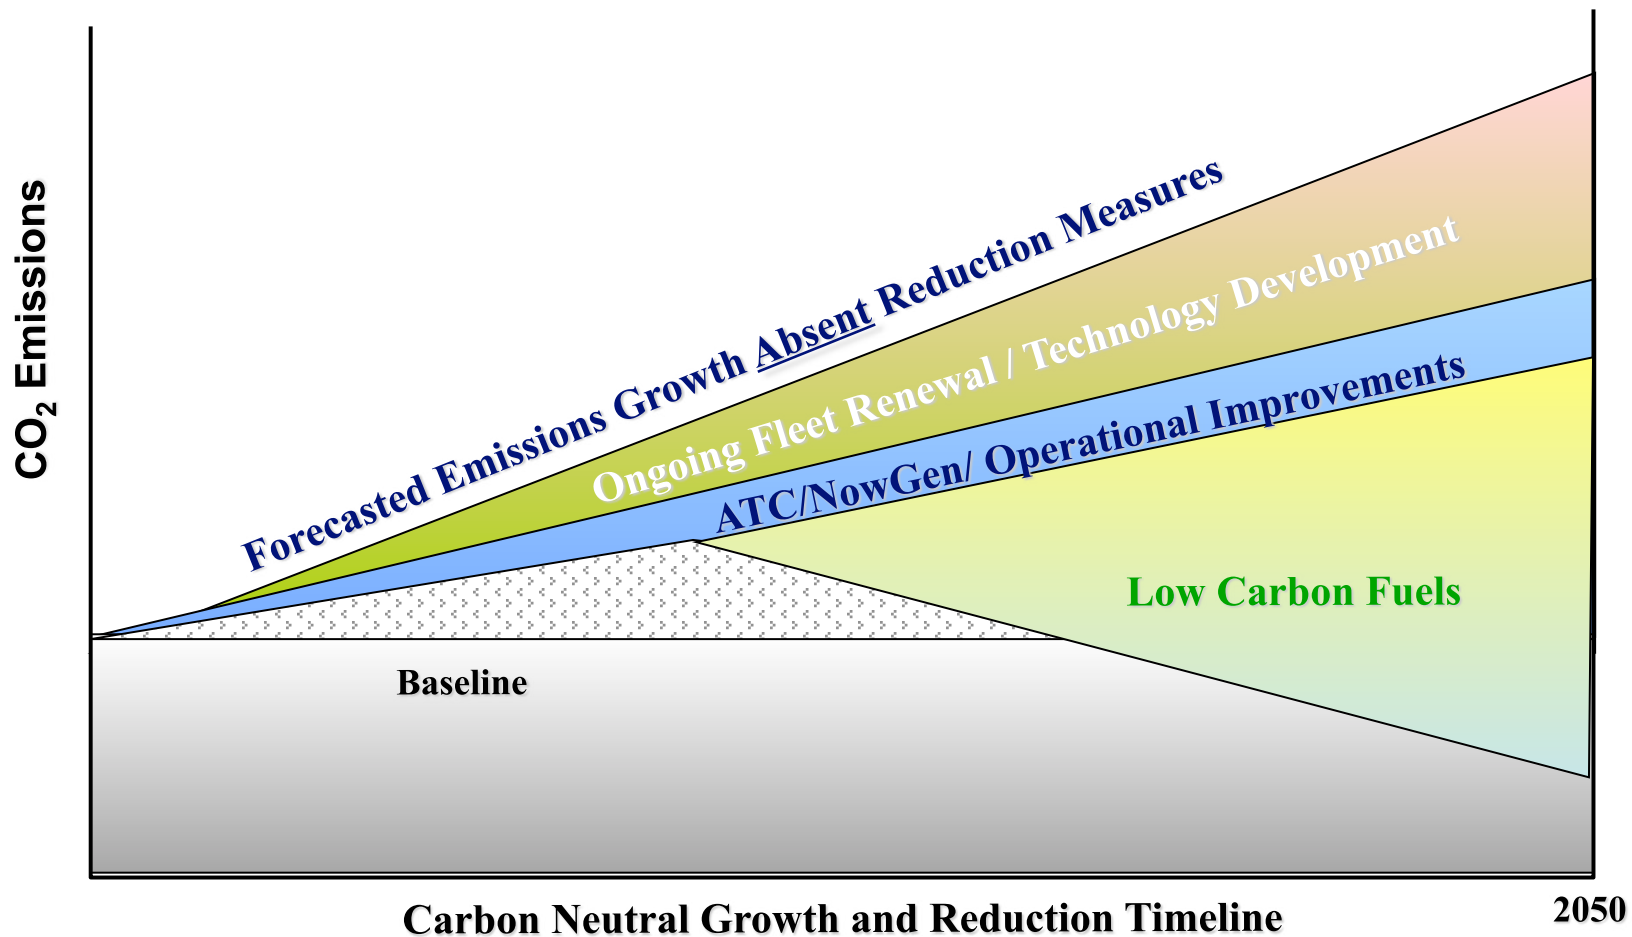 CO₂ Emissions
Forecasted Emissions Growth Absent Reduction Measures
Ongoing Fleet Renewal / Technology Development
ATC/NowGen/ Operational Improvements
Low Carbon Fuels
Baseline
Carbon Neutral Growth and Reduction Timeline
2050